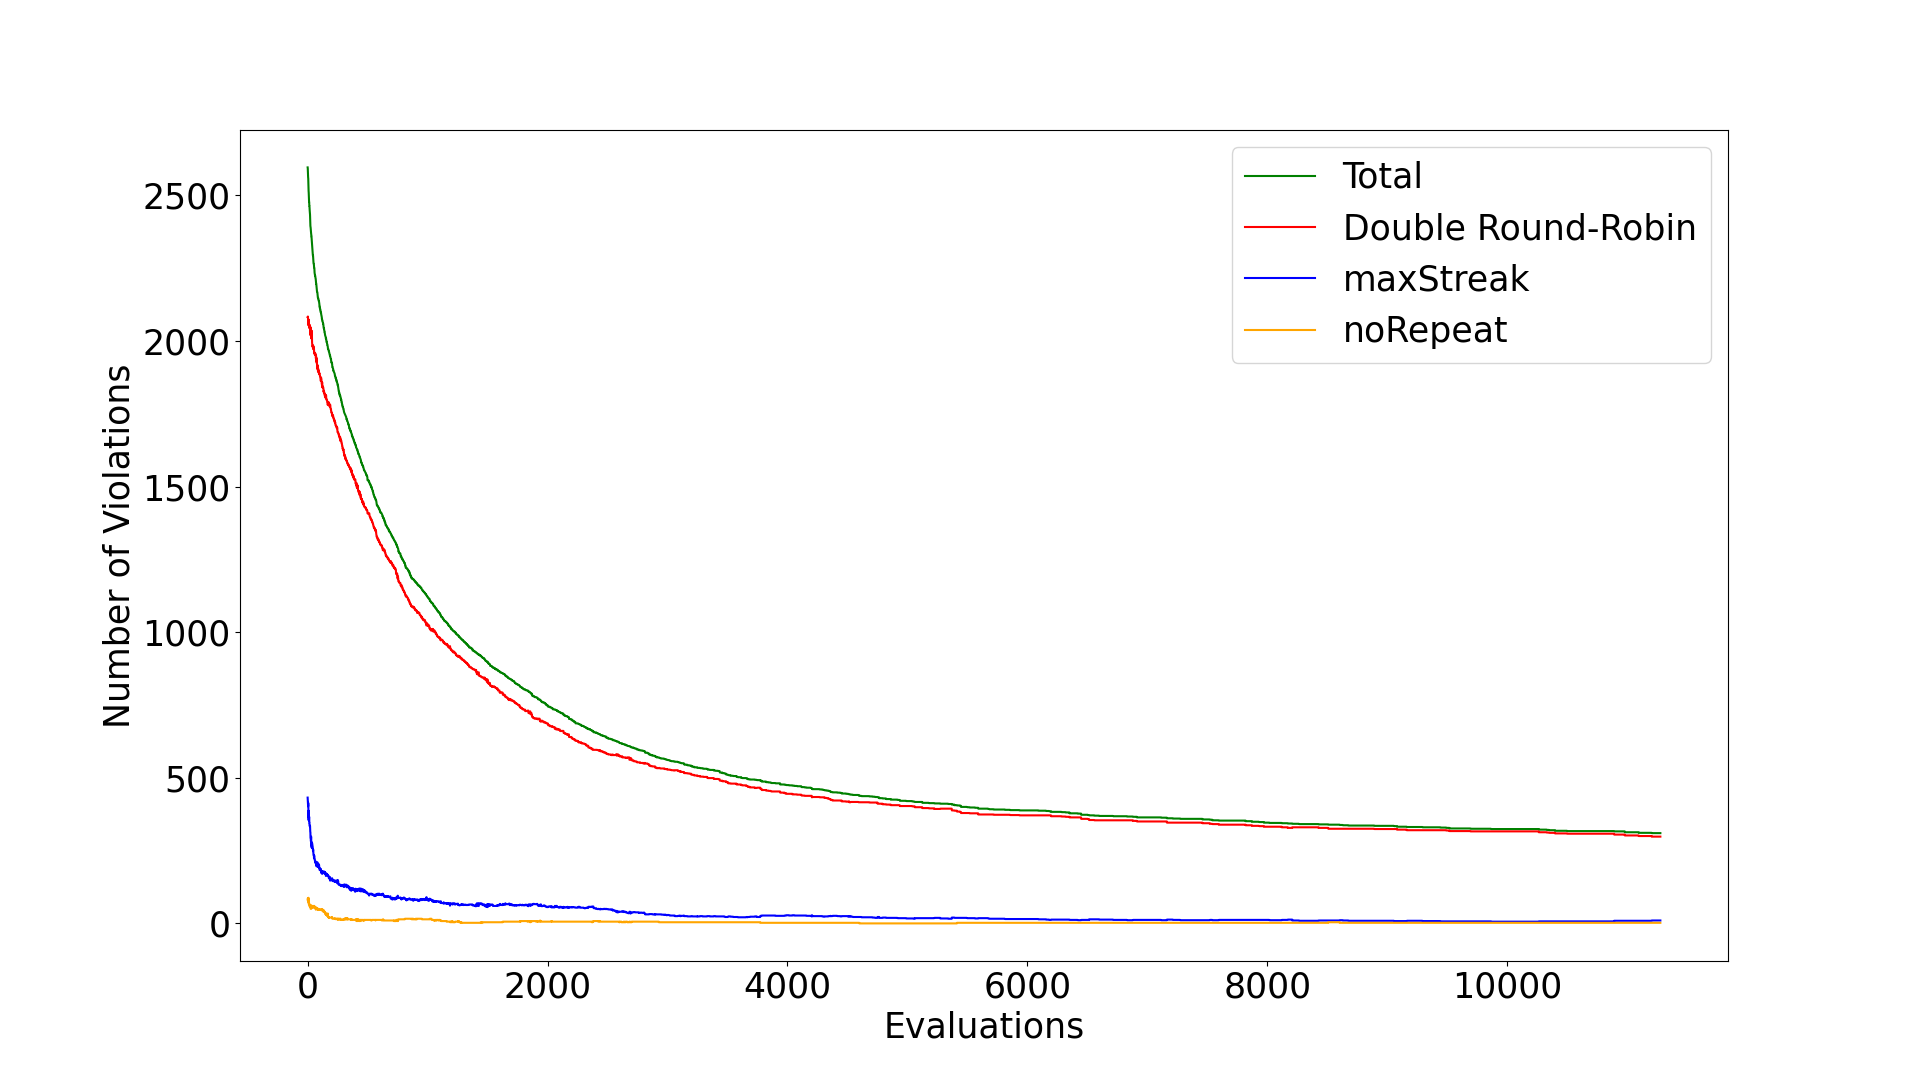 Total
Double Round-Robin
maxStreak
noRepeat
Number of Violations
2500
2000
1500
1000
500
0
0 2000 4000 6000 8000 10000
Evaluations